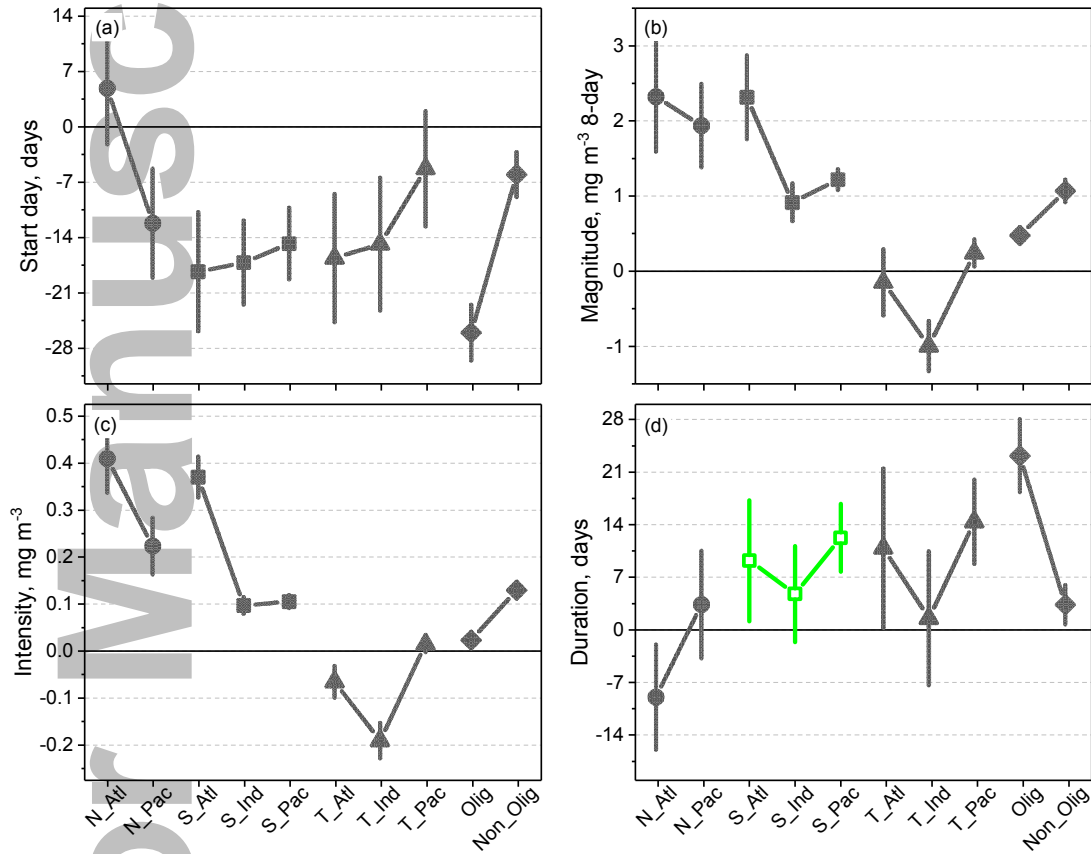 (a)
14
7
0
-7
-14
-21
-28
Start day, days
(b)
3
2
1
0
-1
Magnitude, mg m⁻³ 8-day
(c)
0.5
0.4
0.3
0.2
0.1
0.0
-0.1
-0.2
Intensity, mg m⁻³
N_Atl
N_Pac
S_Atl
S_Ind
S_Pac
T_Atl
T_Ind
T_Pac
Olig
Non_Olig
(d)
28
21
14
7
0
-7
-14
Duration, days
N_Atl
N_Pac
S_Atl
S_Ind
S_Pac
T_Atl
T_Ind
T_Pac
Olig
Non_Olig
r Manusc